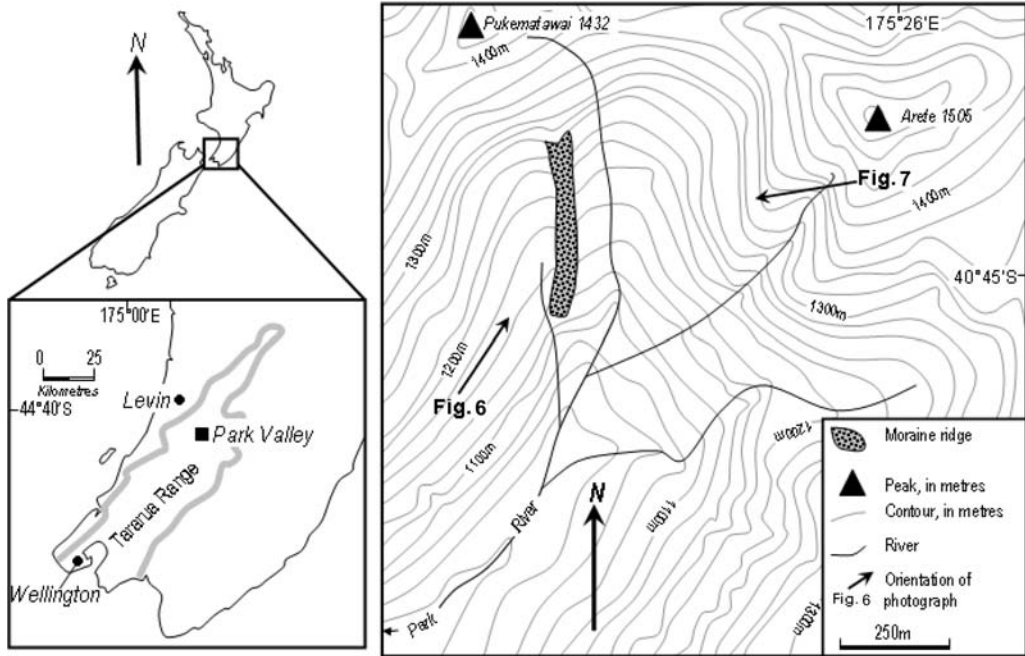 N
175°00'E
0 25
Kilometres
Levin
44°40'S
Park Valley
Tararua Range
Wellington
Pukematawai 1432
1400m
175°26'E
Arete 1505
Fig. 7
1400m
1300m
40°45'S
1300m
1200m
Fig. 6
1100m
1200m
1100m
N
River
Park
1300m
Moraine ridge
Peak, in metres
Contour, in metres
River
Orientation of
Fig. 6 photograph
250m